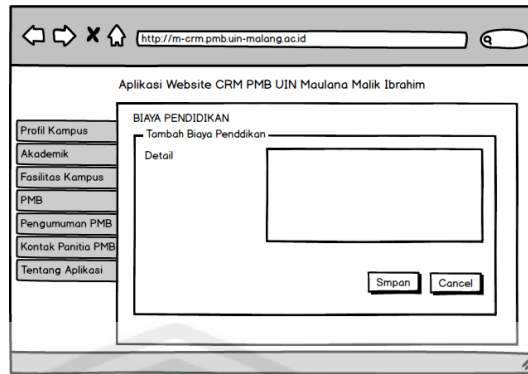 http://m-crm.pmb.uin-malang.ac.id
Aplikasi Website CRM PMB UIN Maulana Malik Ibrahim
BIAYA PENDIDIKAN
Tambah Biaya Penddikan
Detail
Profil Kampus
Akademik
Fasilitas Kampus
PMB
Pengumuman PMB
Kontak Panitia PMB
Tentang Aplikasi
Smpan
Cancel